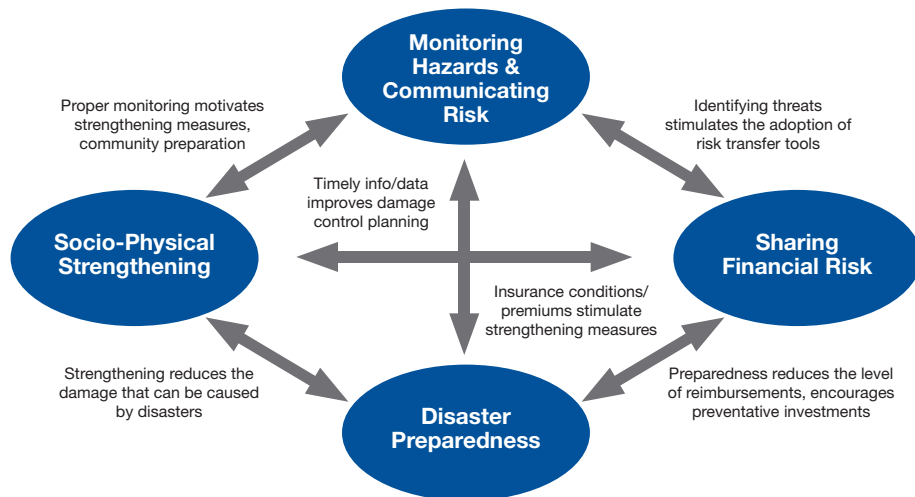 Monitoring
Hazards &
Communicating
Risk
Proper monitoring motivates
strengthening measures,
community preparation
Identifying threats
stimulates the adoption of
risk transfer tools
Timely info/data
improves damage
control planning
Socio-Physical
Strengthening
Sharing
Financial Risk
Insurance conditions/
premiums stimulate
strengthening measures
Strengthening reduces the
damage that can be caused
by disasters
Disaster
Preparedness
Preparedness reduces the level
of reimbursements, encourages
preventative investments